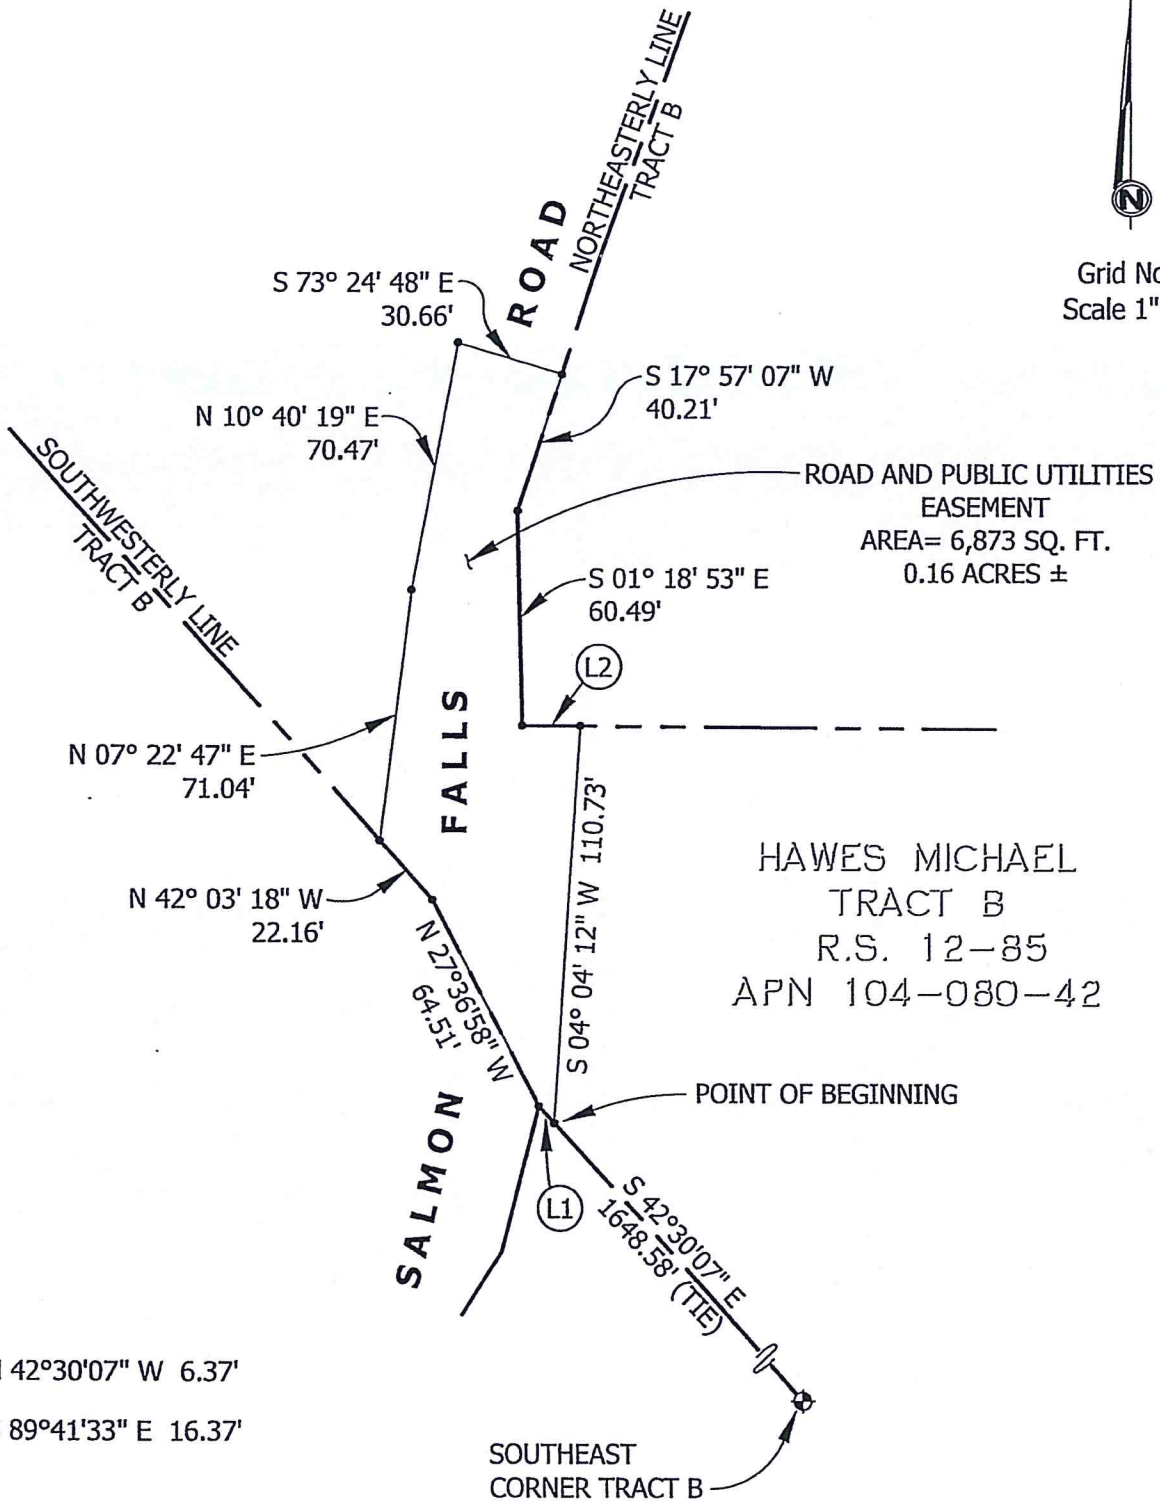 NORTHEASTERLY LINE
TRACT B
N
Grid No
Scale 1"
ROAD
S 73° 24' 48" E
30.66'
S 17° 57' 07" W
40.21'
N 10° 40' 19" E
70.47'
SOUTHWESTERLY LINE
TRACT B
ROAD AND PUBLIC UTILITIES
EASEMENT
AREA= 6,873 SQ. FT.
0.16 ACRES ±
S 01° 18' 53" E
60.49'
L2
FALLS
N 07° 22' 47" E
71.04'
S 04° 04' 12" W 110.73'
HAWES MICHAEL
TRACT B
R.S. 12-85
APN 104-080-42
N 42° 03' 18" W
22.16'
N 27°36'58" W
64.51'
POINT OF BEGINNING
SALMON
L1
S 42°30'07" E
1648.58' (TIE)
42°30'07" W 6.37'
89°41'33" E 16.37'
SOUTHEAST
CORNER TRACT B